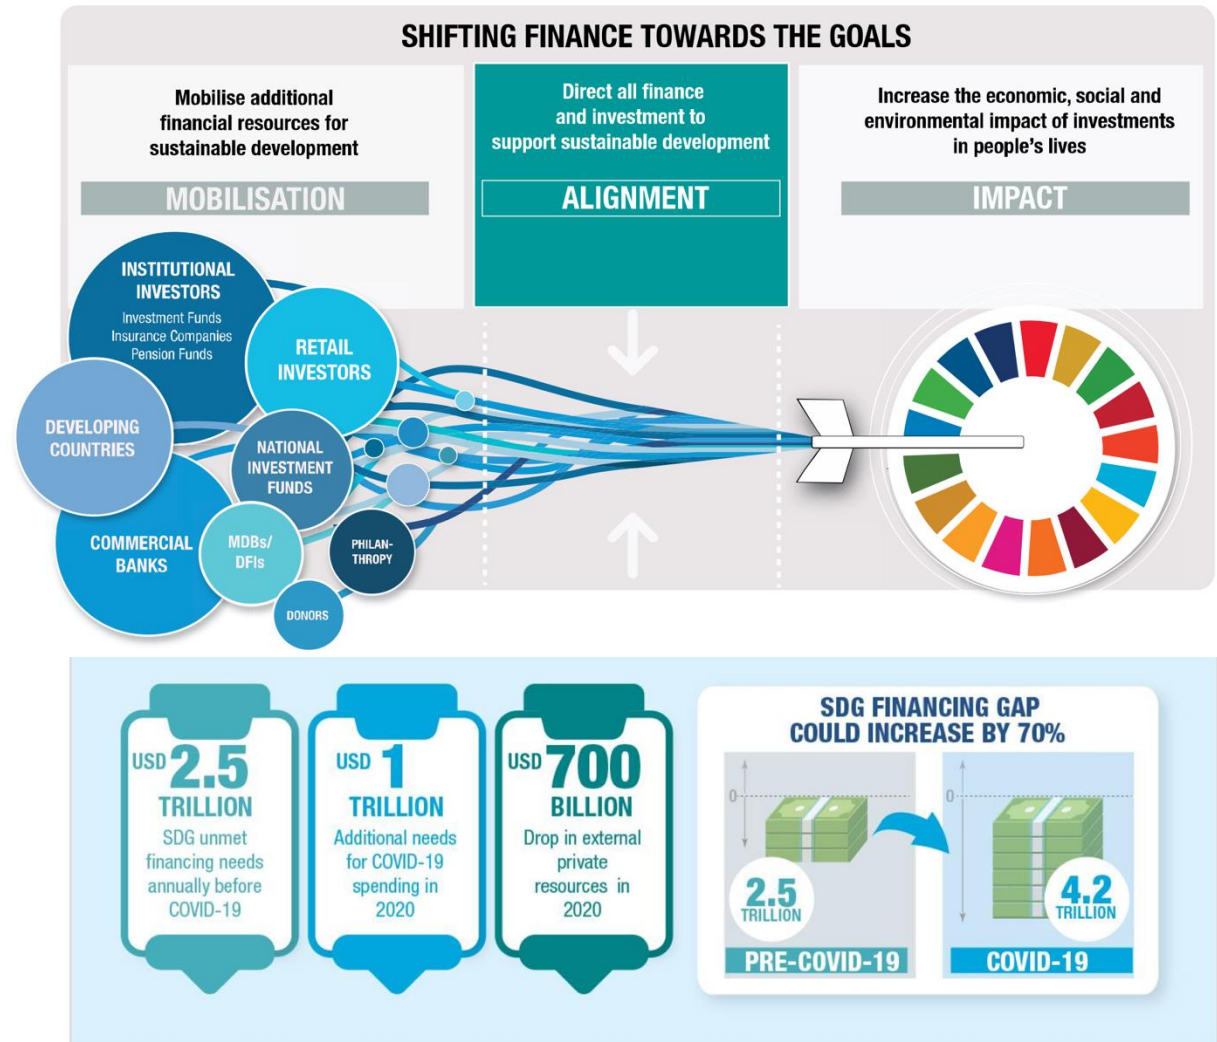 SHIFTING FINANCE TOWARDS THE GOALS
Mobilise additional
financial resources for
sustainable development
MOBILISATION
Direct all finance
and investment to
support sustainable development
ALIGNMENT
Increase the economic, social and
environmental impact of investments
in people's lives
IMPACT
INSTITUTIONAL
INVESTORS
Investment Funds
Insurance Companies
Pension Funds
RETAIL
INVESTORS
DEVELOPING
COUNTRIES
NATIONAL
INVESTMENT
FUNDS
COMMERCIAL
BANKS
MDBs/
DFIs
PHILAN-
THROPY
DONORS
USD 2.5
TRILLION
SDG unmet
financing needs
annually before
COVID-19
USD 1
TRILLION
Additional needs
for COVID-19
spending in
2020
USD 700
BILLION
Drop in external
private
resources in
2020
SDG FINANCING GAP
COULD INCREASE BY 70%
0
2.5
TRILLION
PRE-COVID-19
0
4.2
TRILLION
COVID-19